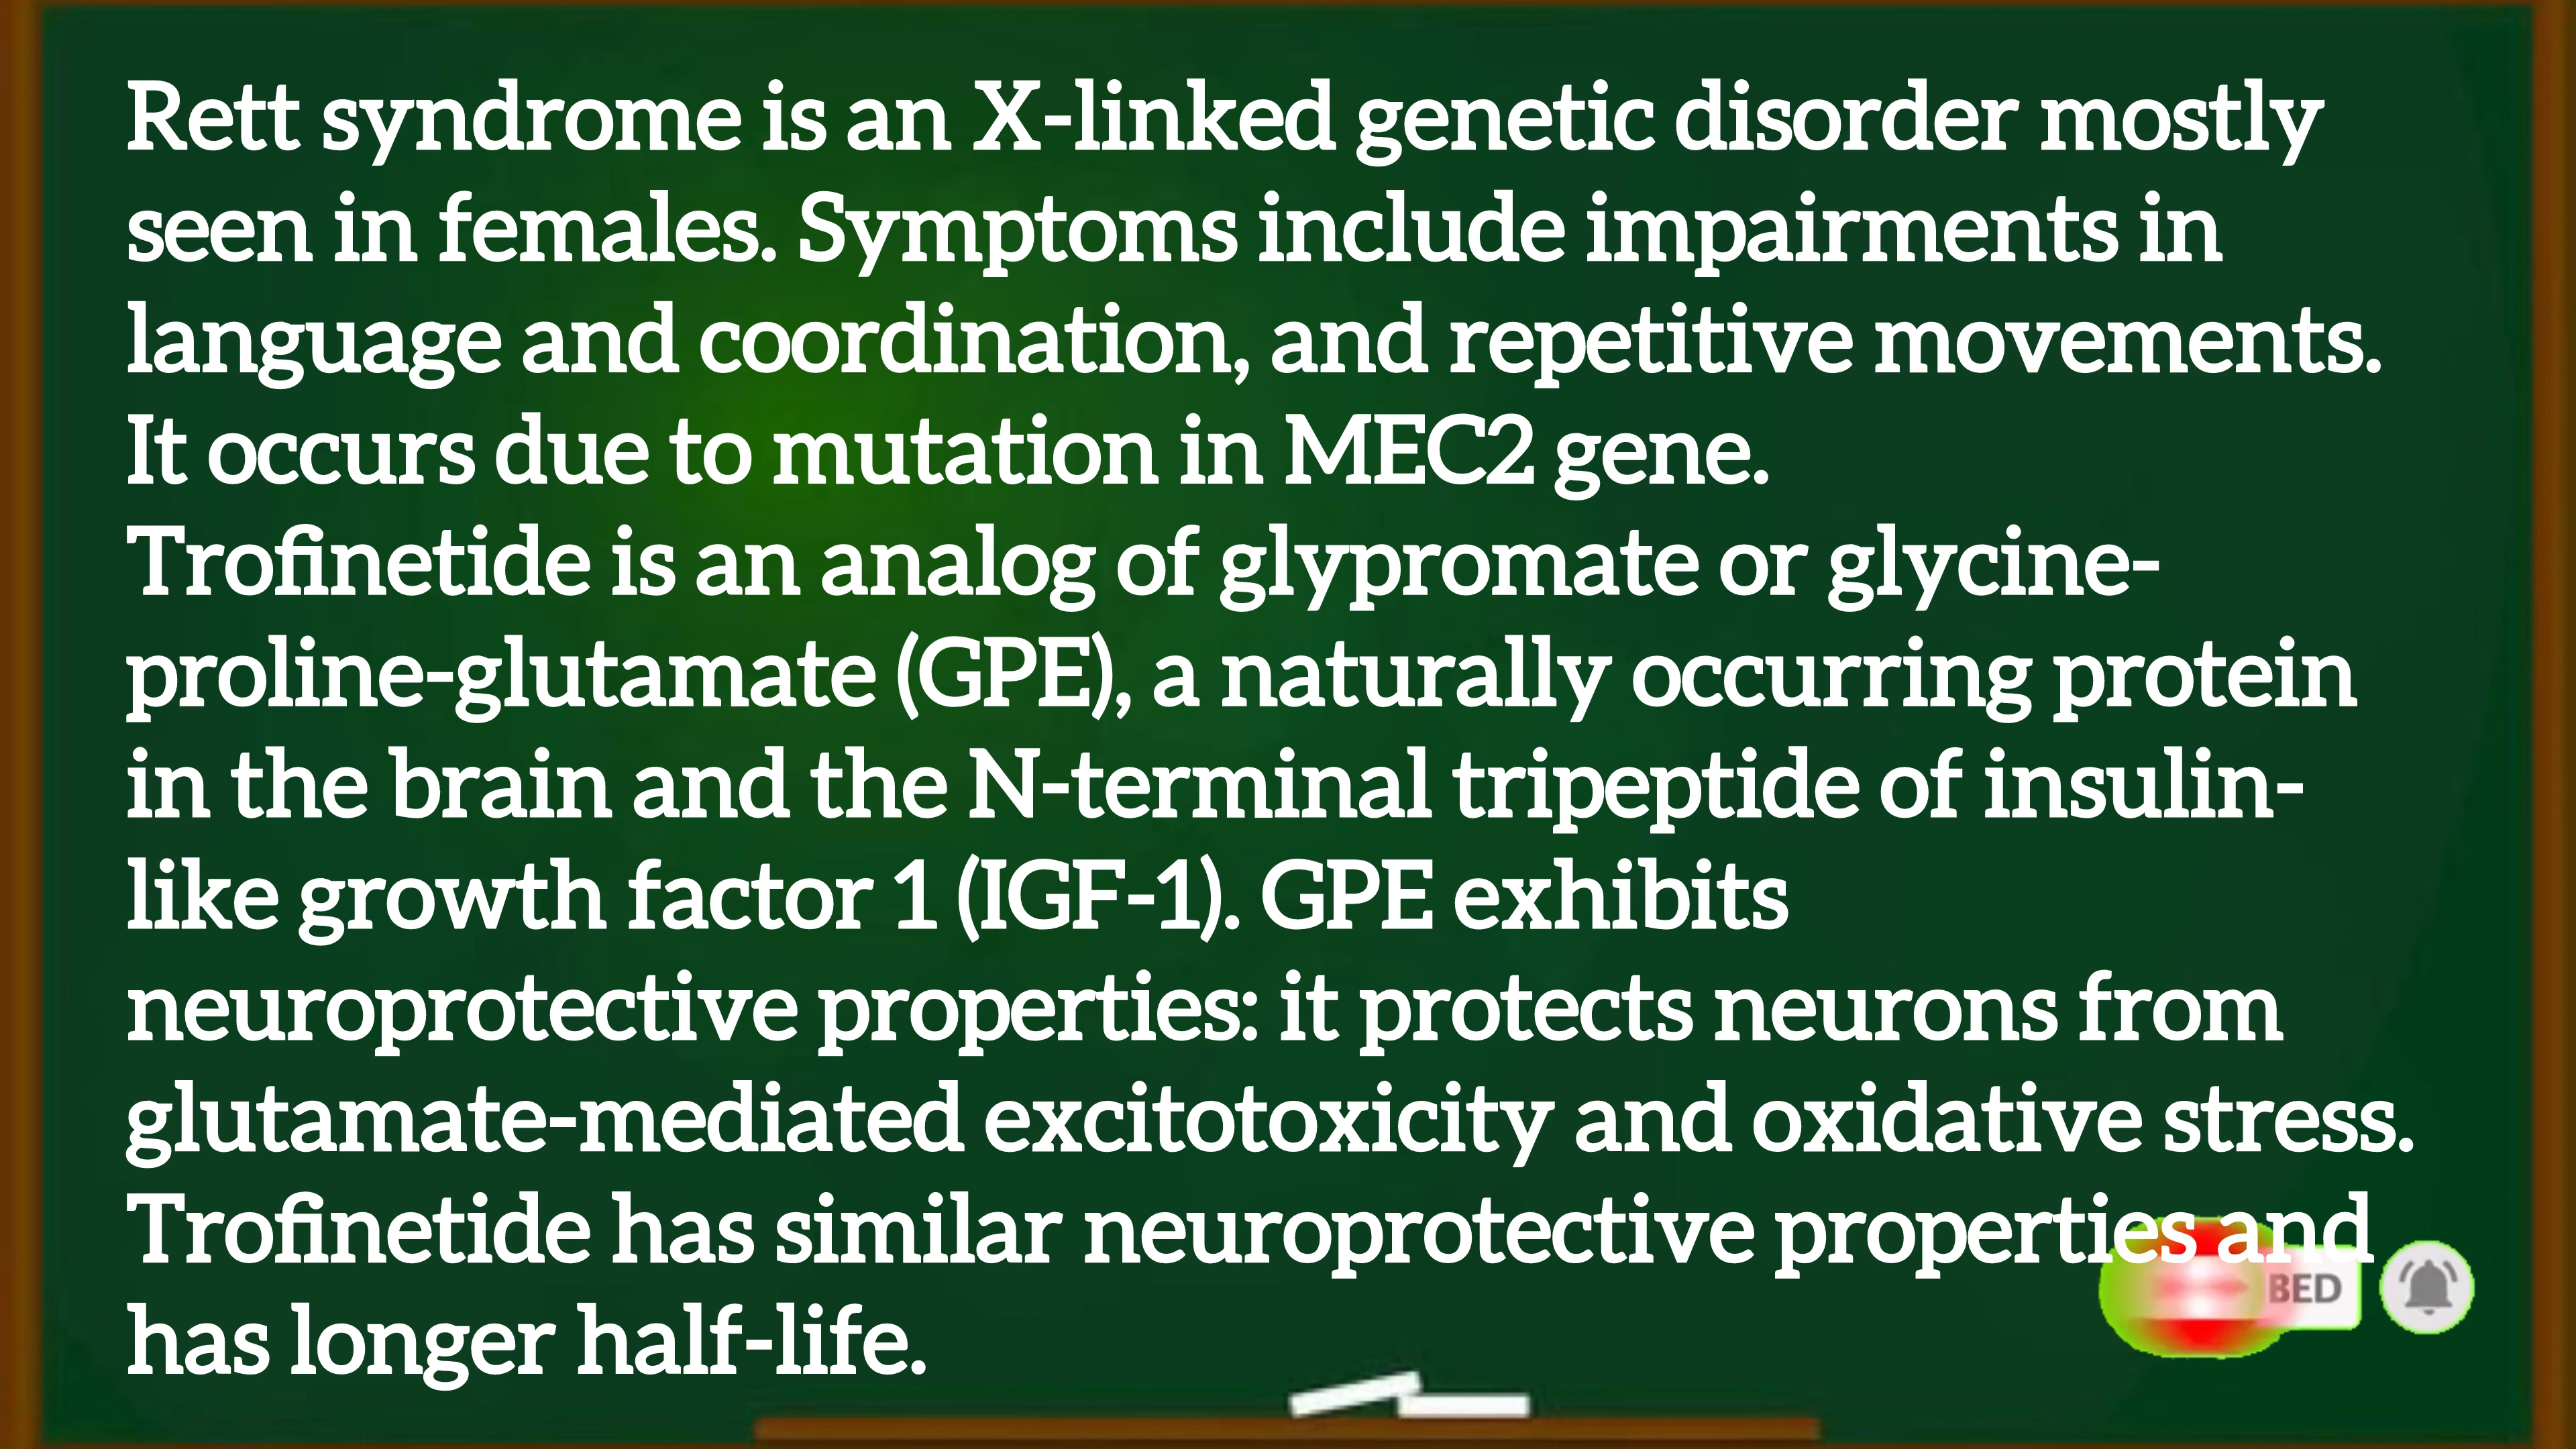 Rett syndrome is an X-linked genetic disorder mostly
seen in females. Symptoms include impairments in
language and coordination, and repetitive movements.
It occurs due to mutation in MEC2 gene.
Trofinetide is an analog of glypromate or glycine-
proline-glutamate (GPE), a naturally occurring protein
in the brain and the N-terminal tripeptide of insulin-
like growth factor 1 (IGF-1). GPE exhibits
neuroprotective properties: it protects neurons from
glutamate-mediated excitotoxicity and oxidative stress.
Trofinetide has similar neuroprotective properties and
BED
has longer half-life.